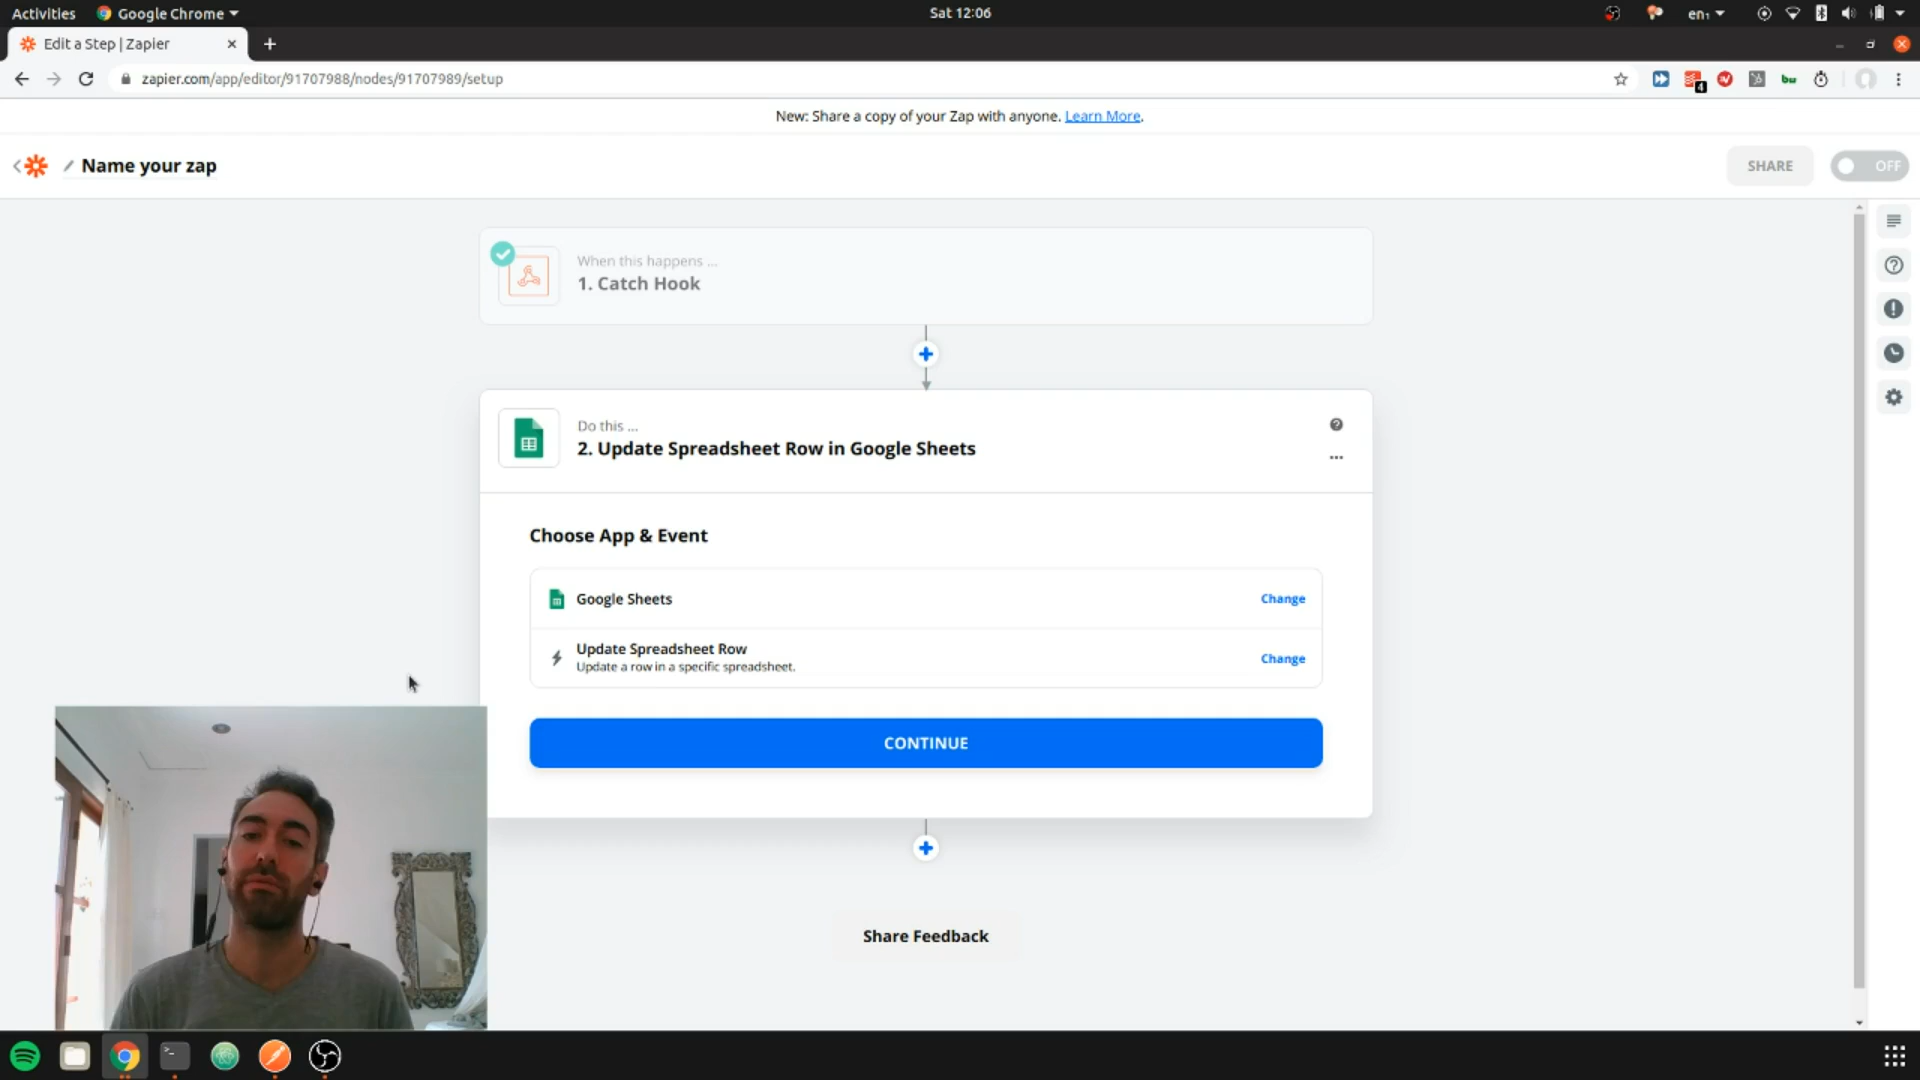 Activities
Google Chrome
Sat 12:06
en₁
Edit a Step | Zapier
zapier.com/app/editor/91707988/nodes/91707989/setup
4
New: Share a copy of your Zap with anyone. Learn More.
Name your zap
SHARE
OFF
When this happens ...
1. Catch Hook
Do this ...
2. Update Spreadsheet Row in Google Sheets
Choose App & Event
Google Sheets
Change
Update Spreadsheet Row
Update a row in a specific spreadsheet.
Change
CONTINUE
Share Feedback